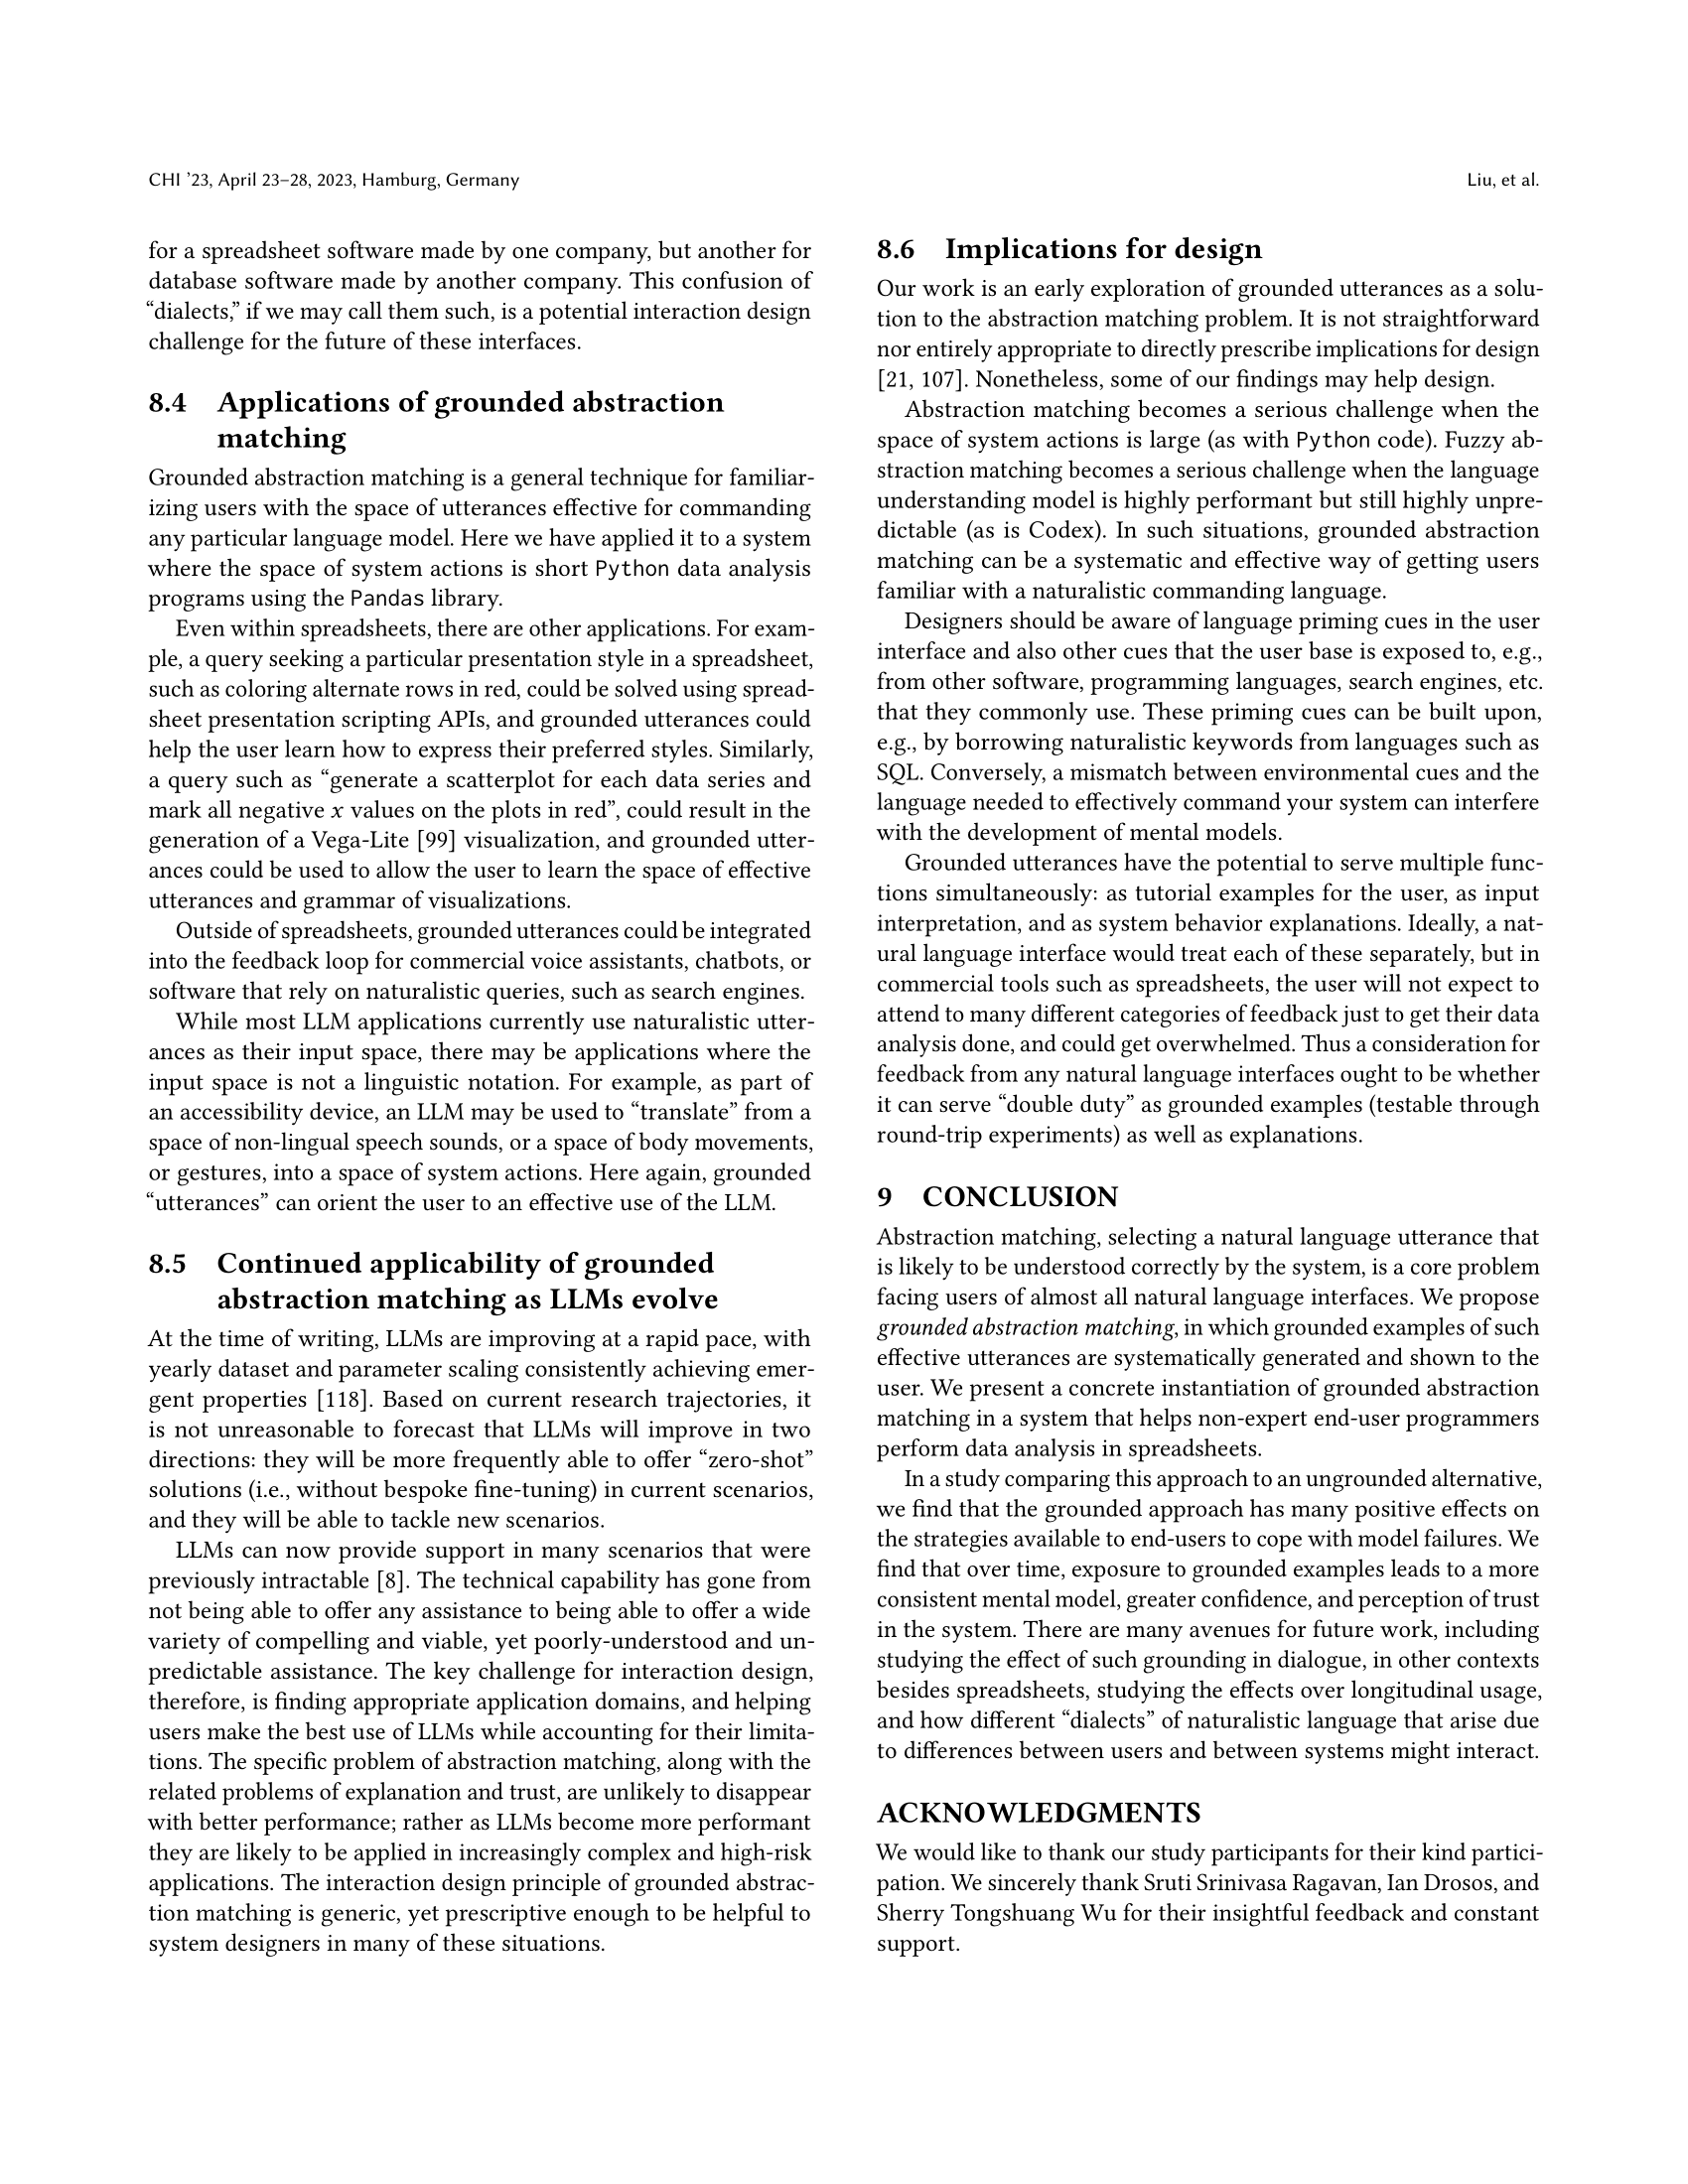 CHI ’23, April 23–28, 2023, Hamburg, Germany
Liu, et al.
for a spreadsheet software made by one company, but another for
database software made by another company. This confusion of
“dialects,” if we may call them such, is a potential interaction design
challenge for the future of these interfaces.
8.4 Applications of grounded abstraction
matching
Grounded abstraction matching is a general technique for familiar-
izing users with the space of utterances effective for commanding
any particular language model. Here we have applied it to a system
where the space of system actions is short Python data analysis
programs using the Pandas library.
Even within spreadsheets, there are other applications. For exam-
ple, a query seeking a particular presentation style in a spreadsheet,
such as coloring alternate rows in red, could be solved using spread-
sheet presentation scripting APIs, and grounded utterances could
help the user learn how to express their preferred styles. Similarly,
a query such as “generate a scatterplot for each data series and
mark all negative x values on the plots in red”, could result in the
generation of a Vega-Lite [99] visualization, and grounded utter-
ances could be used to allow the user to learn the space of effective
utterances and grammar of visualizations.
Outside of spreadsheets, grounded utterances could be integrated
into the feedback loop for commercial voice assistants, chatbots, or
software that rely on naturalistic queries, such as search engines.
While most LLM applications currently use naturalistic utter-
ances as their input space, there may be applications where the
input space is not a linguistic notation. For example, as part of
an accessibility device, an LLM may be used to “translate” from a
space of non-lingual speech sounds, or a space of body movements,
or gestures, into a space of system actions. Here again, grounded
“utterances” can orient the user to an effective use of the LLM.
8.5 Continued applicability of grounded
abstraction matching as LLMs evolve
At the time of writing, LLMs are improving at a rapid pace, with
yearly dataset and parameter scaling consistently achieving emer-
gent properties [118]. Based on current research trajectories, it
is not unreasonable to forecast that LLMs will improve in two
directions: they will be more frequently able to offer “zero-shot”
solutions (i.e., without bespoke fine-tuning) in current scenarios,
and they will be able to tackle new scenarios.
LLMs can now provide support in many scenarios that were
previously intractable [8]. The technical capability has gone from
not being able to offer any assistance to being able to offer a wide
variety of compelling and viable, yet poorly-understood and un-
predictable assistance. The key challenge for interaction design,
therefore, is finding appropriate application domains, and helping
users make the best use of LLMs while accounting for their limita-
tions. The specific problem of abstraction matching, along with the
related problems of explanation and trust, are unlikely to disappear
with better performance; rather as LLMs become more performant
they are likely to be applied in increasingly complex and high-risk
applications. The interaction design principle of grounded abstrac-
tion matching is generic, yet prescriptive enough to be helpful to
system designers in many of these situations.
8.6 Implications for design
Our work is an early exploration of grounded utterances as a solu-
tion to the abstraction matching problem. It is not straightforward
nor entirely appropriate to directly prescribe implications for design
[21, 107]. Nonetheless, some of our findings may help design.
Abstraction matching becomes a serious challenge when the
space of system actions is large (as with Python code). Fuzzy ab-
straction matching becomes a serious challenge when the language
understanding model is highly performant but still highly unpre-
dictable (as is Codex). In such situations, grounded abstraction
matching can be a systematic and effective way of getting users
familiar with a naturalistic commanding language.
Designers should be aware of language priming cues in the user
interface and also other cues that the user base is exposed to, e.g.,
from other software, programming languages, search engines, etc.
that they commonly use. These priming cues can be built upon,
e.g., by borrowing naturalistic keywords from languages such as
SQL. Conversely, a mismatch between environmental cues and the
language needed to effectively command your system can interfere
with the development of mental models.
Grounded utterances have the potential to serve multiple func-
tions simultaneously: as tutorial examples for the user, as input
interpretation, and as system behavior explanations. Ideally, a nat-
ural language interface would treat each of these separately, but in
commercial tools such as spreadsheets, the user will not expect to
attend to many different categories of feedback just to get their data
analysis done, and could get overwhelmed. Thus a consideration for
feedback from any natural language interfaces ought to be whether
it can serve “double duty” as grounded examples (testable through
round-trip experiments) as well as explanations.
9 CONCLUSION
Abstraction matching, selecting a natural language utterance that
is likely to be understood correctly by the system, is a core problem
facing users of almost all natural language interfaces. We propose
grounded abstraction matching, in which grounded examples of such
effective utterances are systematically generated and shown to the
user. We present a concrete instantiation of grounded abstraction
matching in a system that helps non-expert end-user programmers
perform data analysis in spreadsheets.
In a study comparing this approach to an ungrounded alternative,
we find that the grounded approach has many positive effects on
the strategies available to end-users to cope with model failures. We
find that over time, exposure to grounded examples leads to a more
consistent mental model, greater confidence, and perception of trust
in the system. There are many avenues for future work, including
studying the effect of such grounding in dialogue, in other contexts
besides spreadsheets, studying the effects over longitudinal usage,
and how different “dialects” of naturalistic language that arise due
to differences between users and between systems might interact.
ACKNOWLEDGMENTS
We would like to thank our study participants for their kind partici-
pation. We sincerely thank Sruti Srinivasa Ragavan, Ian Drosos, and
Sherry Tongshuang Wu for their insightful feedback and constant
support.